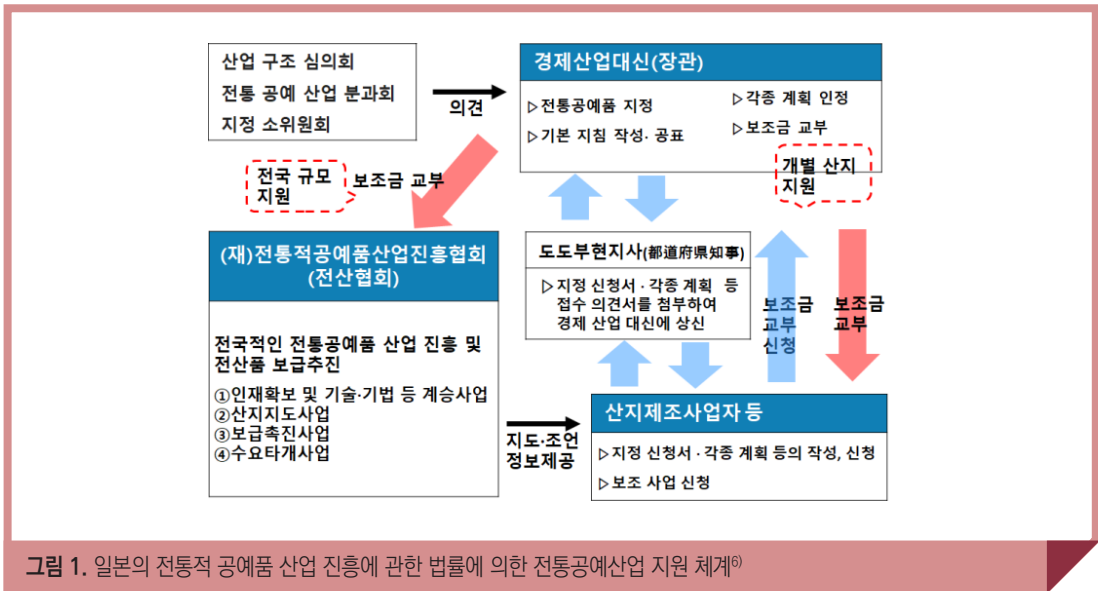 산업 구조 심의회
전통 공예 산업 분과회
지정 소위원회
의견
경제산업대신(장관)
▷전통공예품 지정
▷기본 지침 작성· 공표
▷각종 계획 인정
▷보조금 교부
전국 규모
지원
보조금 교부
개별 산지
지원
(재)전통적공예품산업진흥협회
(전산협회)
전국적인 전통공예품 산업 진흥 및
전산품 보급추진
①인재확보 및 기술·기법 등 계승사업
②산지지도사업
③보급촉진사업
④수요타개사업
도도부현지사(都道府県知事)
▷지정 신청서 · 각종 계획 등
접수 의견서를 첨부하여
경제 산업 대신에 상신
보조금
교부
신청
보조금
교부
지도·조언
정보제공
산지제조사업자 등
▷지정 신청서 · 각종 계획 등의 작성, 신청
▷보조 사업 신청
그림 1. 일본의 전통적 공예품 산업 진흥에 관한 법률에 의한 전통공예산업 지원 체계6)